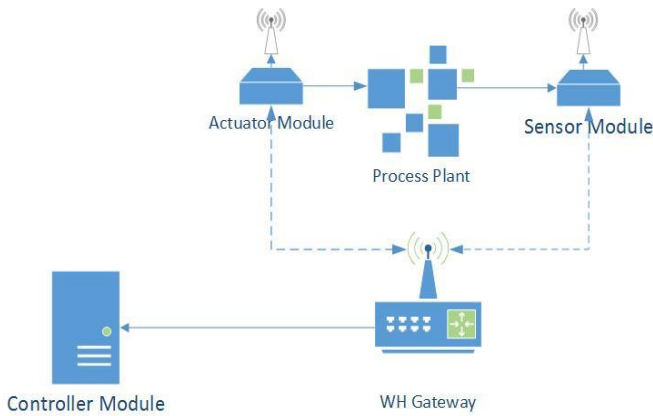 Actuator Module
Sensor Module
Process Plant
Controller Module
WH Gateway